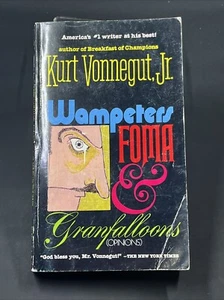 America's #1 writer at his best!
author of Breakfast of Champions
Kurt Vonnegut, Jr.
Wampeters
FOMA
&
Granfalloons
(OPINIONS)
"God bless you, Mr. Vonnegut!" —THE NEW YORK TIMES